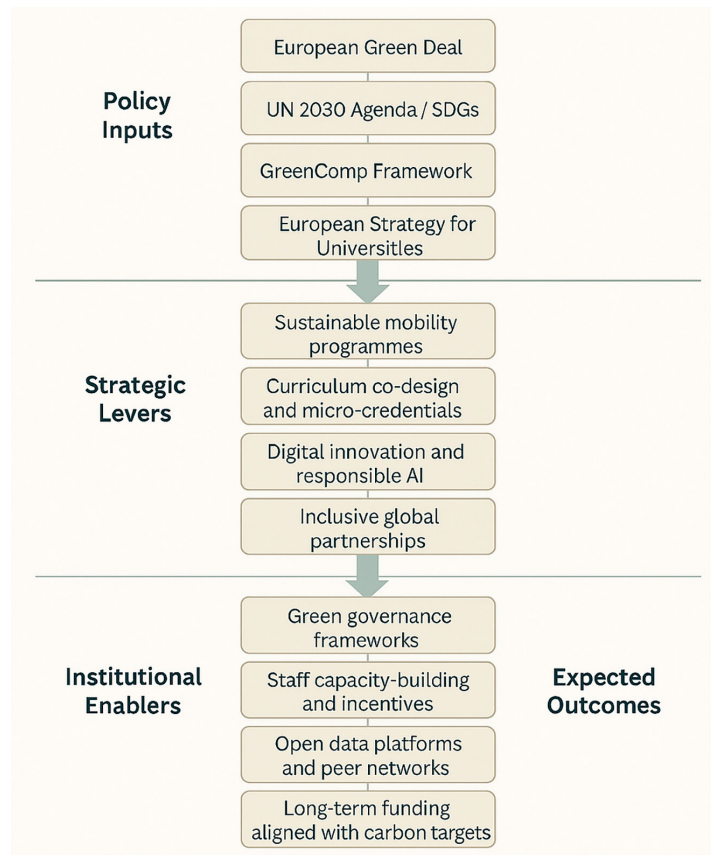 European Green Deal
Policy
Inputs
UN 2030 Agenda / SDGs
GreenComp Framework
European Strategy for
Universitles
Sustainable mobility
programmes
Strategic
Levers
Curriculum co-design
and micro-credentials
Digital innovation and
responsible AI
Inclusive global
partnerships
Green governance
frameworks
Institutional
Enablers
Staff capacity-building
and incentives
Expected
Outcomes
Open data platforms
and peer networks
Long-term funding
aligned with carbon targets